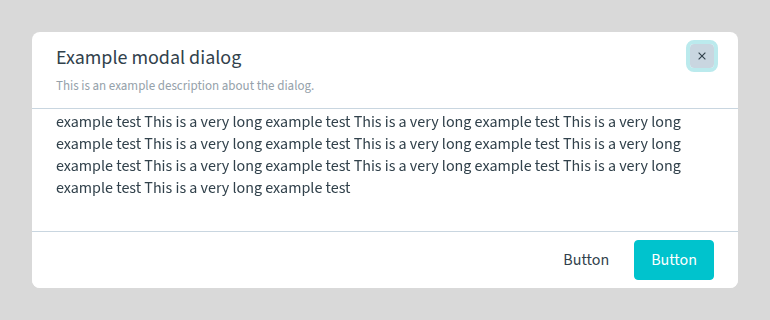 Example modal dialog
×
This is an example description about the dialog.
example test This is a very long example test This is a very long example test This is a very long
example test This is a very long example test This is a very long example test This is a very long
example test This is a very long example test This is a very long example test This is a very long
example test This is a very long example test
Button
Button